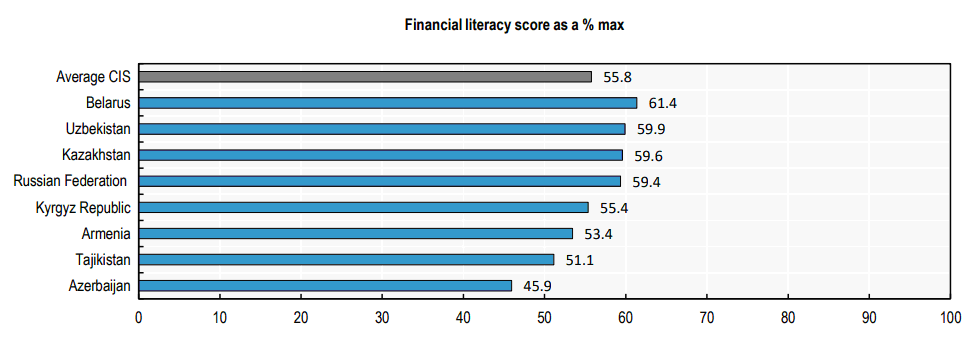 Financial literacy score as a % max
Average CIS 55.8
Belarus 61.4
Uzbekistan 59.9
Kazakhstan 59.6
Russian Federation 59.4
Kyrgyz Republic 55.4
Armenia 53.4
Tajikistan 51.1
Azerbaijan 45.9
0 10 20 30 40 50 60 70 80 90 100